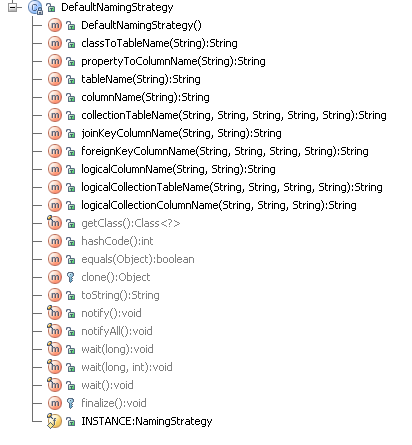 DefaultNamingStrategy
DefaultNamingStrategy()
classToTableName(String):String
propertyToColumnName(String):String
tableName(String):String
columnName(String):String
collectionTableName(String, String, String, String, String):String
joinKeyColumnName(String, String):String
foreignKeyColumnName(String, String, String, String):String
logicalColumnName(String, String):String
logicalCollectionTableName(String, String, String, String):String
logicalCollectionColumnName(String, String, String):String
getClass():Class<?>
hashCode():int
equals(Object):boolean
clone():Object
toString():String
notify():void
notifyAll():void
wait(long):void
wait(long, int):void
wait():void
finalize():void
INSTANCE:NamingStrategy